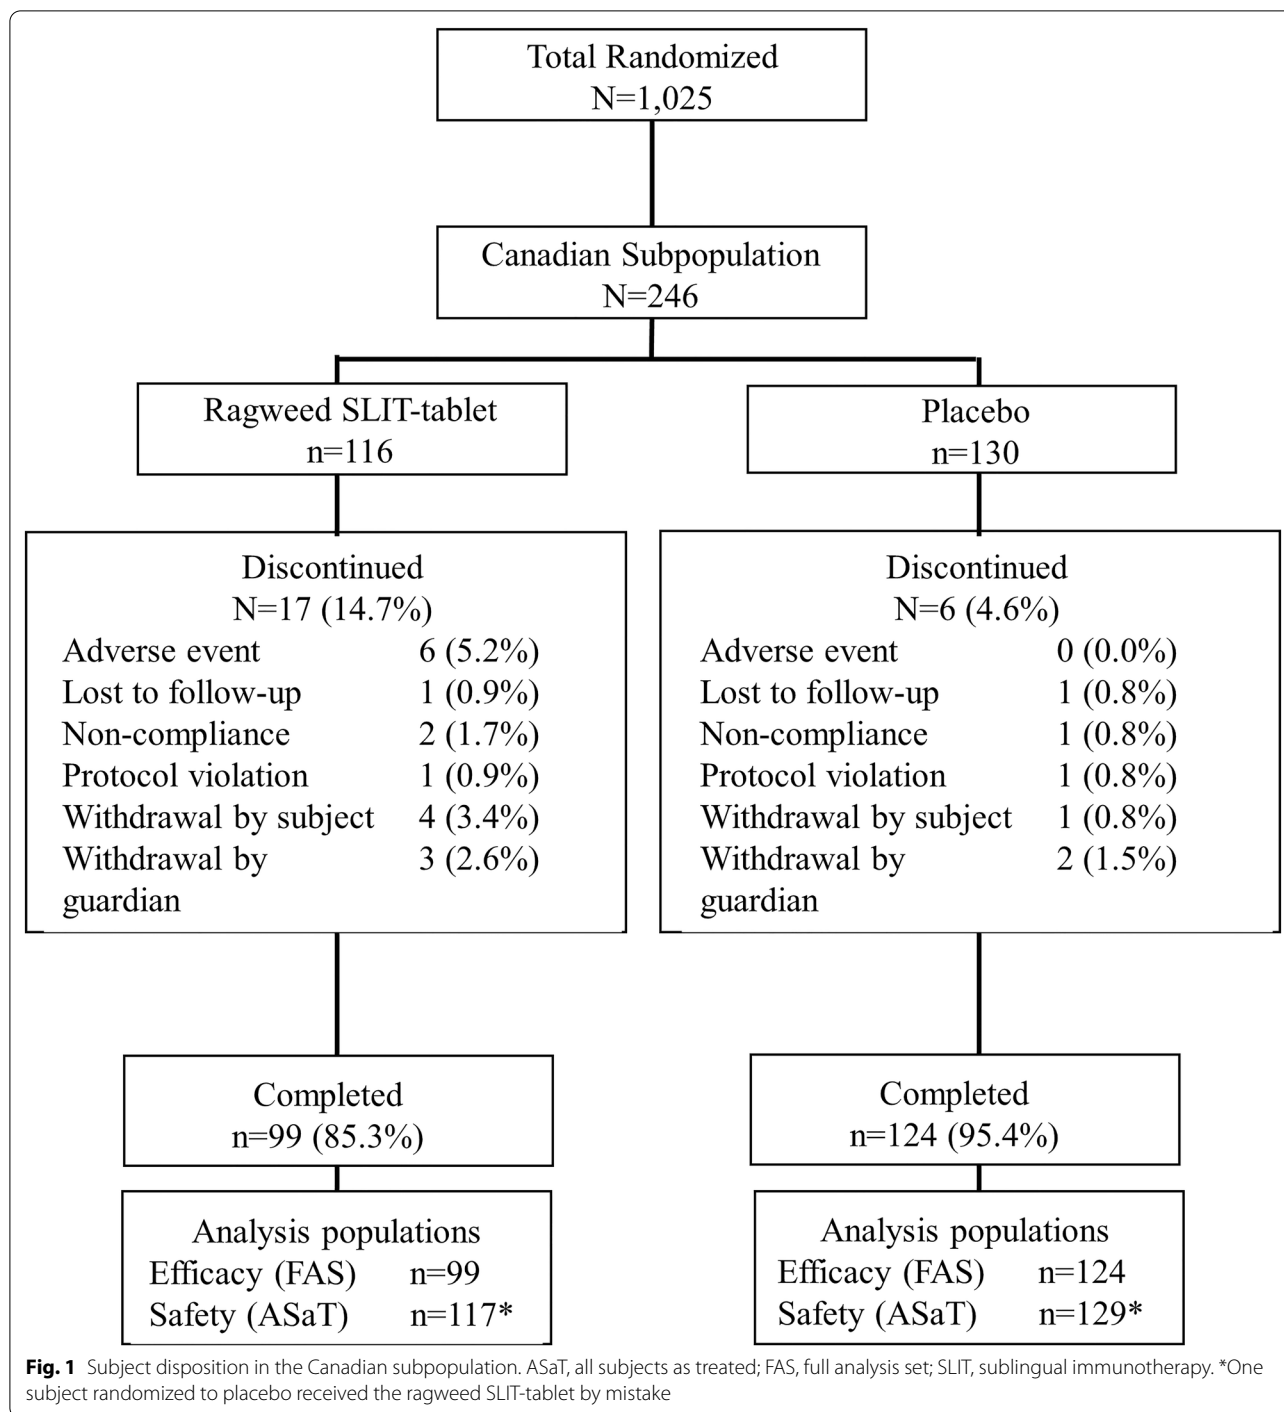 Total Randomized
N=1,025
Canadian Subpopulation
N=246
Ragweed SLIT-tablet
n=116
Placebo
n=130
Discontinued
N=17 (14.7%)
Adverse event 6 (5.2%)
Lost to follow-up 1 (0.9%)
Non-compliance 2 (1.7%)
Protocol violation 1 (0.9%)
Withdrawal by subject 4 (3.4%)
Withdrawal by 3 (2.6%)
guardian
Discontinued
N=6 (4.6%)
Adverse event 0 (0.0%)
Lost to follow-up 1 (0.8%)
Non-compliance 1 (0.8%)
Protocol violation 1 (0.8%)
Withdrawal by subject 1 (0.8%)
Withdrawal by 2 (1.5%)
guardian
Completed
n=99 (85.3%)
Completed
n=124 (95.4%)
Analysis populations
Efficacy (FAS) n=99
Safety (ASaT) n=117*
Analysis populations
Efficacy (FAS) n=124
Safety (ASaT) n=129*
Fig. 1 Subject disposition in the Canadian subpopulation. ASaT, all subjects as treated; FAS, full analysis set; SLIT, sublingual immunotherapy. *One
subject randomized to placebo received the ragweed SLIT-tablet by mistake